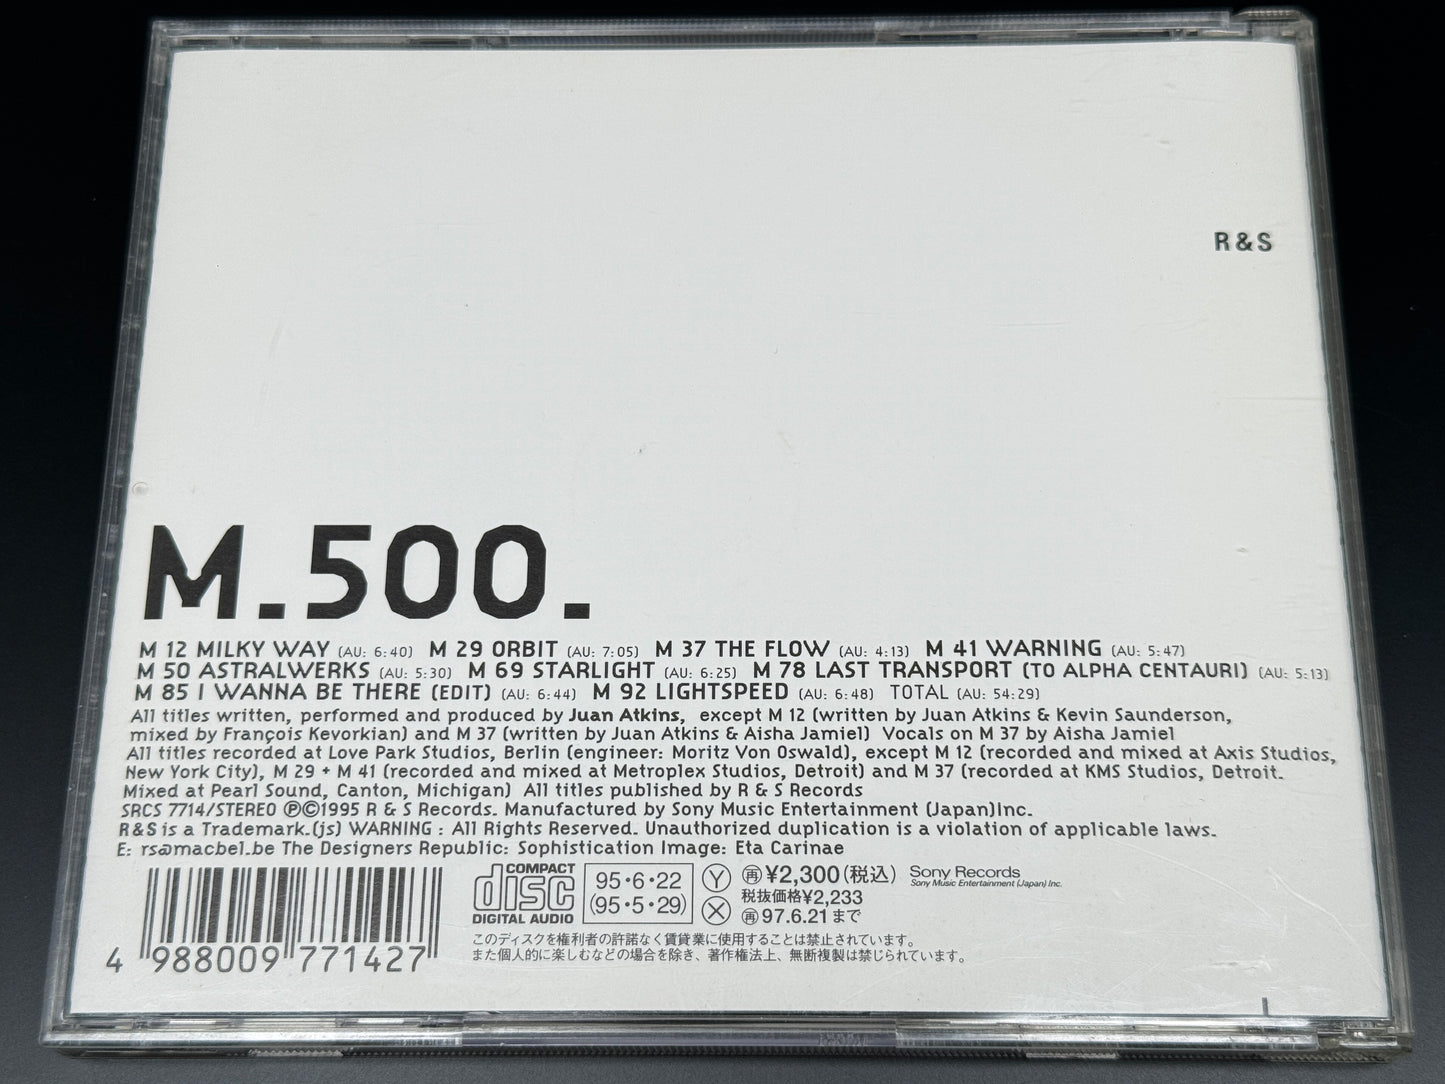 R&S
M.500.
M 12 MILKY WAY (AU: 6:40) M 29 ORBIT (AU: 7:05) M 37 THE FLOW (AU: 4:13) M 41 WARNING (AU: 5:47)
M 50 ASTRALWERKS (AU: 5:30) M 69 STARLIGHT (AU: 6:25) M 78 LAST TRANSPORT (TO ALPHA CENTAURI) (AU: 5:13)
M 85 I WANNA BE THERE (EDIT) (AU: 6:44) M 92 LIGHTSPEED (AU: 6:48) TOTAL (AU: 54:29)
All titles written, performed and produced by Juan Atkins, except M 12 (written by Juan Atkins & Kevin Saunderson,
mixed by François Kevorkian) and M 37 (written by Juan Atkins & Aisha Jamiel) Vocals on M 37 by Aisha Jamiel
All titles recorded at Love Park Studios, Berlin (engineer: Moritz Von Oswald), except M 12 (recorded and mixed at Axis Studios,
New York City), M 29 + M 41 (recorded and mixed at Metroplex Studios, Detroit) and M 37 (recorded at KMS Studios, Detroit.
Mixed at Pearl Sound, Canton, Michigan) All titles published by R & S Records
SRCS 7714/STEREO ℗©1995 R & S Records. Manufactured by Sony Music Entertainment (Japan)Inc.
R&S is a Trademark.(js) WARNING : All Rights Reserved. Unauthorized duplication is a violation of applicable laws.
E: rs@macbel.be The Designers Republic: Sophistication Image: Eta Carinae
COMPACT
disc
DIGITAL AUDIO
95・6・22
(95・5・29)
Ⓨ
Ⓧ
㊢¥2,300(税込)
税抜価格¥2,233
㊢97.6.21まで
Sony Records
Sony Music Entertainment (Japan) Inc.
このディスクを権利者の許諾なく賃貸業に使用することは禁止されています。
また個人的に楽しむなどの場合を除き、著作権法上、無断複製は禁じられています。
4 988009 771427